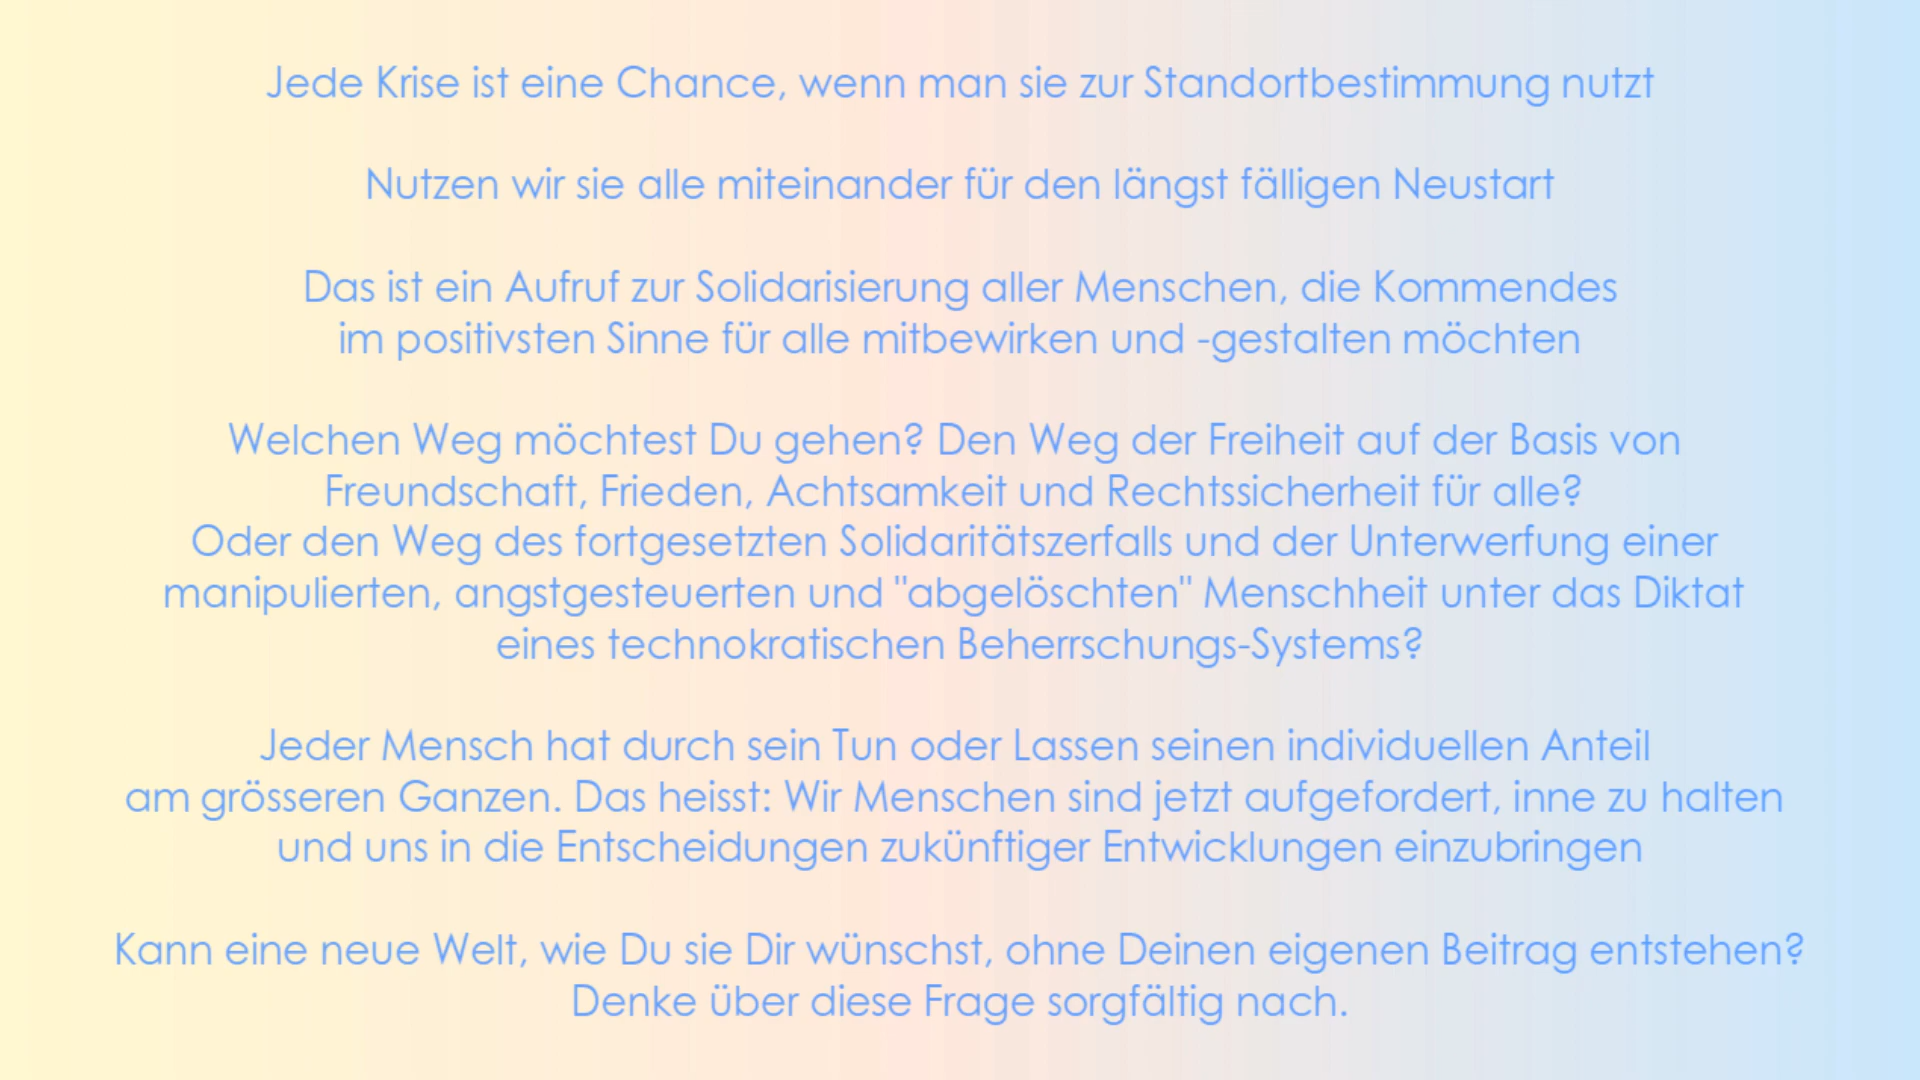 Jede Krise ist eine Chance, wenn man sie zur Standortbestimmung nutzt
Nutzen wir sie alle miteinander für den längst fälligen Neustart
Das ist ein Aufruf zur Solidarisierung aller Menschen, die Kommendes
im positivsten Sinne für alle mitbewirken und -gestalten möchten
Welchen Weg möchtest Du gehen? Den Weg der Freiheit auf der Basis von
Freundschaft, Frieden, Achtsamkeit und Rechtssicherheit für alle?
Oder den Weg des fortgesetzten Solidaritätszerfalls und der Unterwerfung einer
manipulierten, angstgesteuerten und "abgelöschten" Menschheit unter das Diktat
eines technokratischen Beherrschungs-Systems?
Jeder Mensch hat durch sein Tun oder Lassen seinen individuellen Anteil
am grösseren Ganzen. Das heisst: Wir Menschen sind jetzt aufgefordert, inne zu halten
und uns in die Entscheidungen zukünftiger Entwicklungen einzubringen
Kann eine neue Welt, wie Du sie Dir wünschst, ohne Deinen eigenen Beitrag entstehen?
Denke über diese Frage sorgfältig nach.